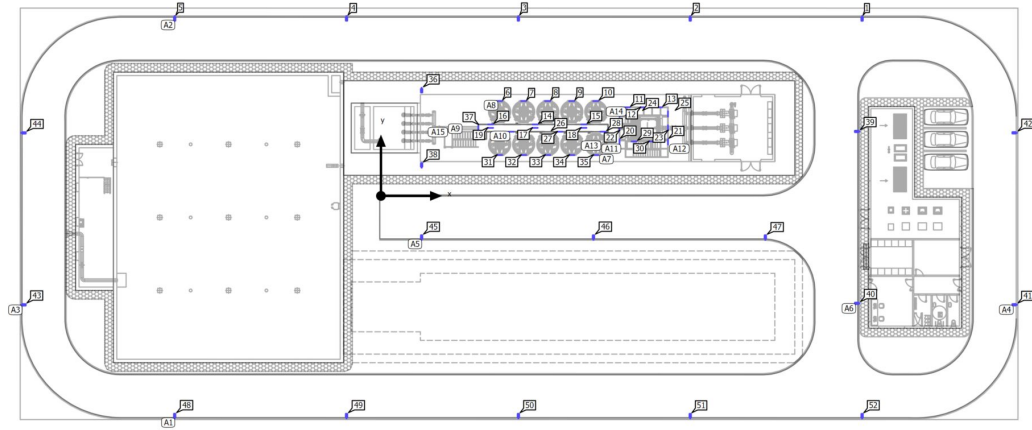 5 4 3 2 1
A2
36
6 7 8 9 10
A8 11 24 13 25
A14
37 16 14 15 12
44 A15 A9 26 28 39 42
y 19 A10 17 27 18 22 20 29 23 21
A13 A11 30 A12
31 32 33 34 35 A7
38
x
45 46 47
A5
43 40 41
A3 A6 A4
48 49 50 51 52
A1